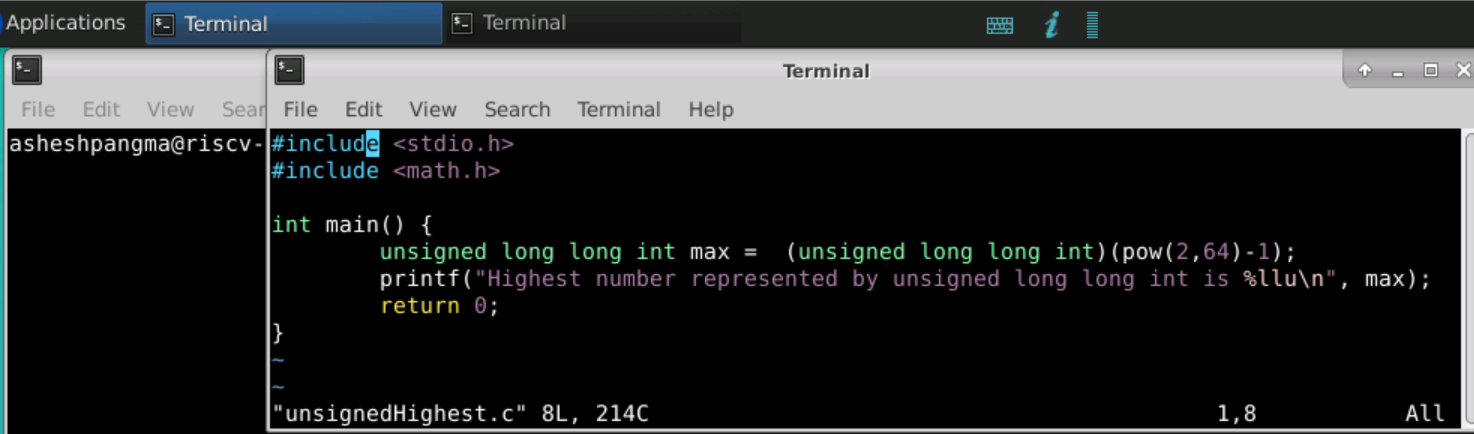 Applications Terminal Terminal
Terminal
File Edit View Sear
File Edit View Search Terminal Help
asheshpangma@riscv-
#include <stdio.h>
#include <math.h>
int main() {
        unsigned long long int max =  (unsigned long long int)(pow(2,64)-1);
        printf("Highest number represented by unsigned long long int is %llu\n", max);
        return 0;
}
~
~
"unsignedHighest.c" 8L, 214C 1,8 All